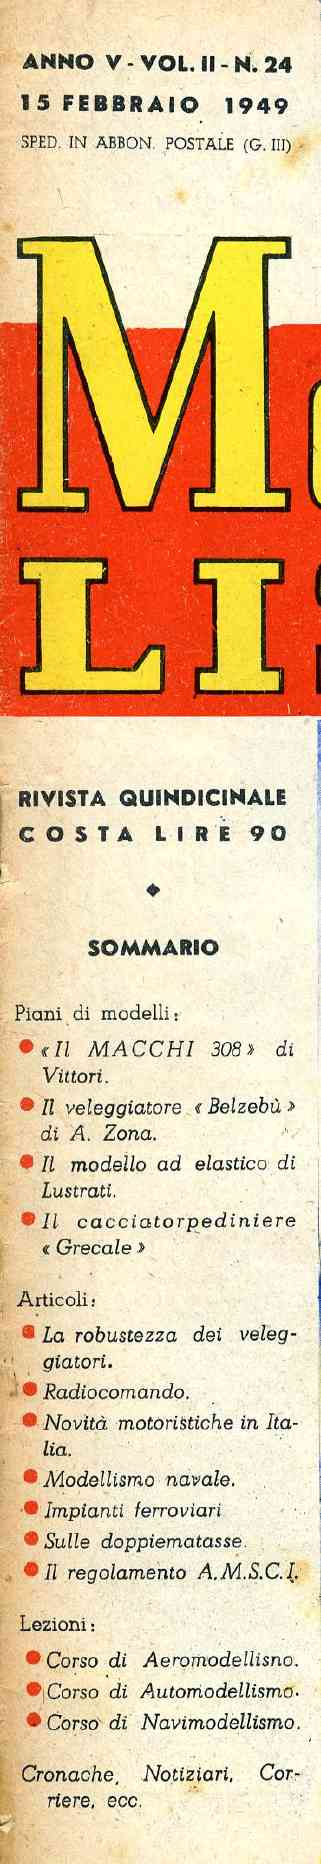 ANNO V - VOL. II - N. 24
15 FEBBRAIO 1949
SPED. IN ABBON. POSTALE (G. III)
M
LI
RIVISTA QUINDICINALE
COSTA LIRE 90
SOMMARIO
Piani di modelli:
● «Il MACCHI 308» di
Vittori.
● Il veleggiatore «Belzebù»
di A. Zona.
● Il modello ad elastico di
Lustrati.
● Il cacciatorpediniere
«Grecale»
Articoli:
● La robustezza dei veleg-
giatori.
● Radiocomando.
● Novità motoristiche in Ita-
lia.
● Modellismo navale.
● Impianti ferroviari
● Sulle doppiematasse.
● Il regolamento A.M.S.C.I.
Lezioni:
● Corso di Aeromodellisno.
● Corso di Automodellismo.
● Corso di Navimodellismo.
Cronache, Notiziari, Cor-
riere, ecc.